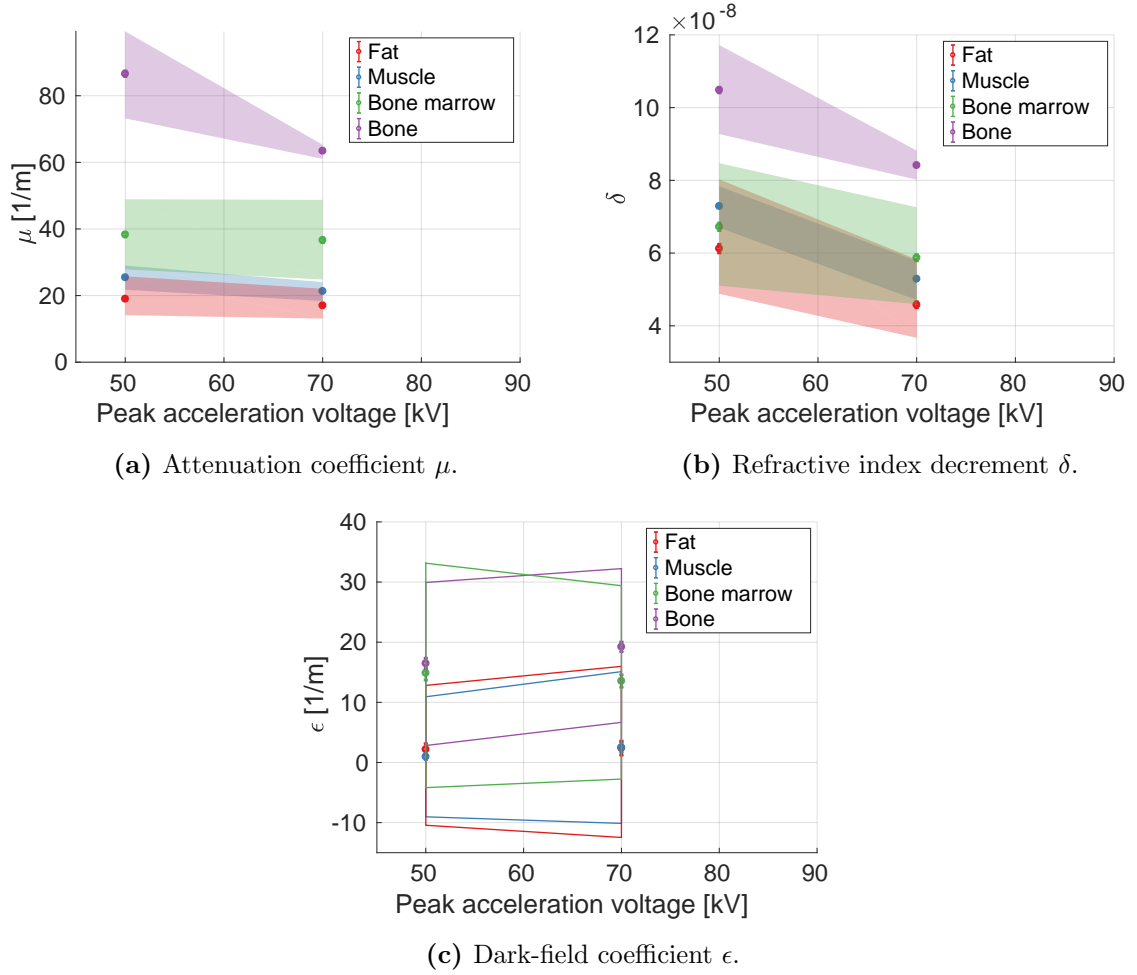 80
60
40
20
0
μ [1/m]
50 60 70 80 90
Peak acceleration voltage [kV]
Fat
Muscle
Bone marrow
Bone
(a) Attenuation coefficient μ.
×10^-8
12
10
8
6
4
δ
50 60 70 80 90
Peak acceleration voltage [kV]
Fat
Muscle
Bone marrow
Bone
(b) Refractive index decrement δ.
40
30
20
10
0
-10
ϵ [1/m]
50 60 70 80 90
Peak acceleration voltage [kV]
Fat
Muscle
Bone marrow
Bone
(c) Dark-field coefficient ϵ.